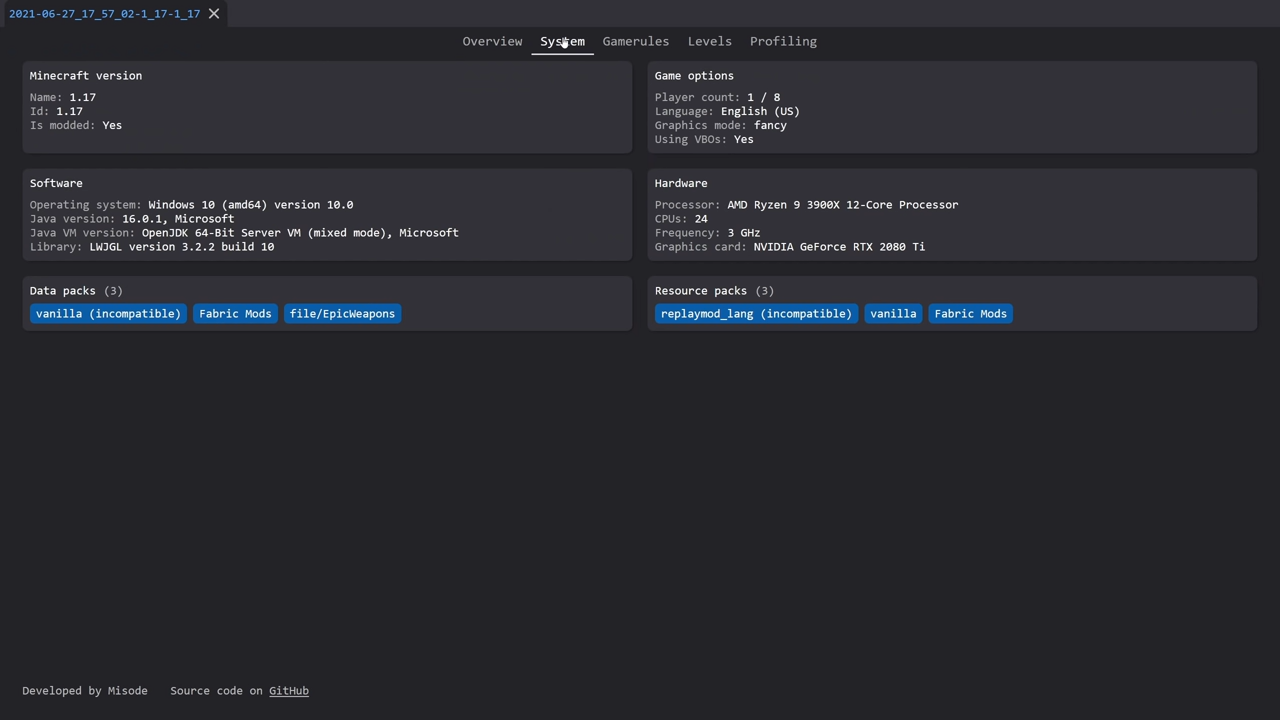 2021-06-27_17_57_02-1_17-1_17
Overview System Gamerules Levels Profiling
Minecraft version
Name: 1.17
Id: 1.17
Is modded: Yes
Game options
Player count: 1 / 8
Language: English (US)
Graphics mode: fancy
Using VBOs: Yes
Software
Operating system: Windows 10 (amd64) version 10.0
Java version: 16.0.1, Microsoft
Java VM version: OpenJDK 64-Bit Server VM (mixed mode), Microsoft
Library: LWJGL version 3.2.2 build 10
Hardware
Processor: AMD Ryzen 9 3900X 12-Core Processor
CPUs: 24
Frequency: 3 GHz
Graphics card: NVIDIA GeForce RTX 2080 Ti
Data packs (3)
vanilla (incompatible) Fabric Mods file/EpicWeapons
Resource packs (3)
replaymod_lang (incompatible) vanilla Fabric Mods
Developed by Misode Source code on GitHub